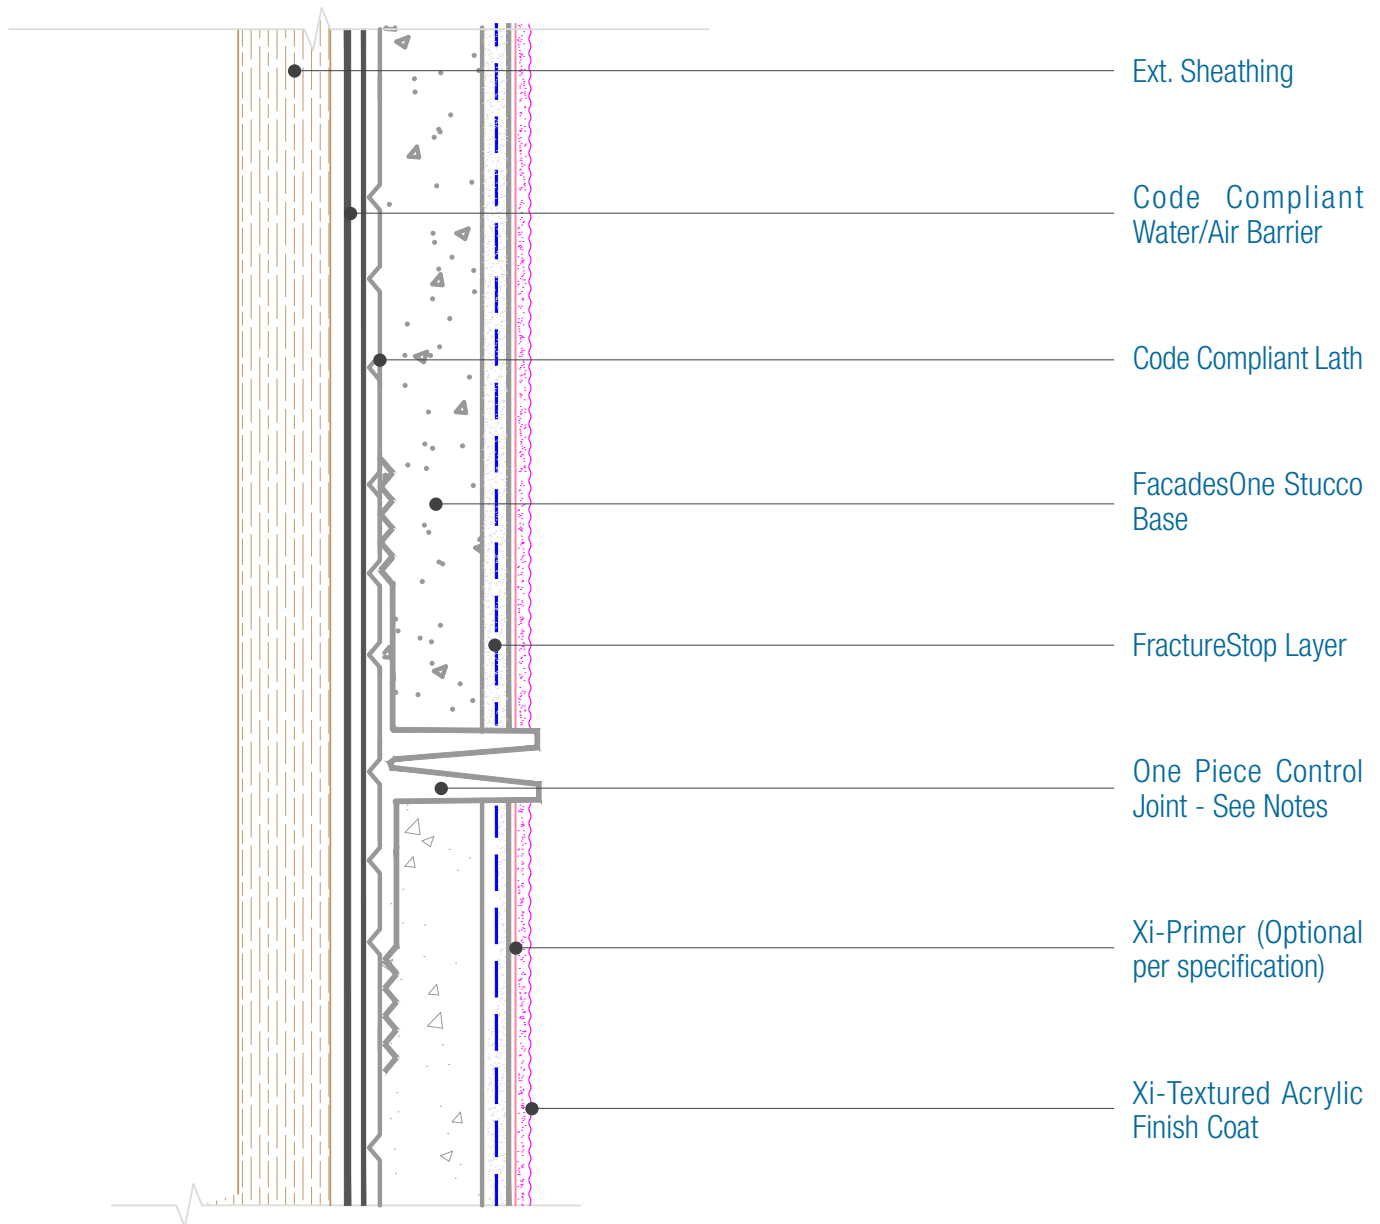 Ext. Sheathing
Code Compliant
Water/Air Barrier
Code Compliant Lath
FacadesOne Stucco
Base
FractureStop Layer
One Piece Control
Joint - See Notes
Xi-Primer (Optional
per specification)
Xi-Textured Acrylic
Finish Coat